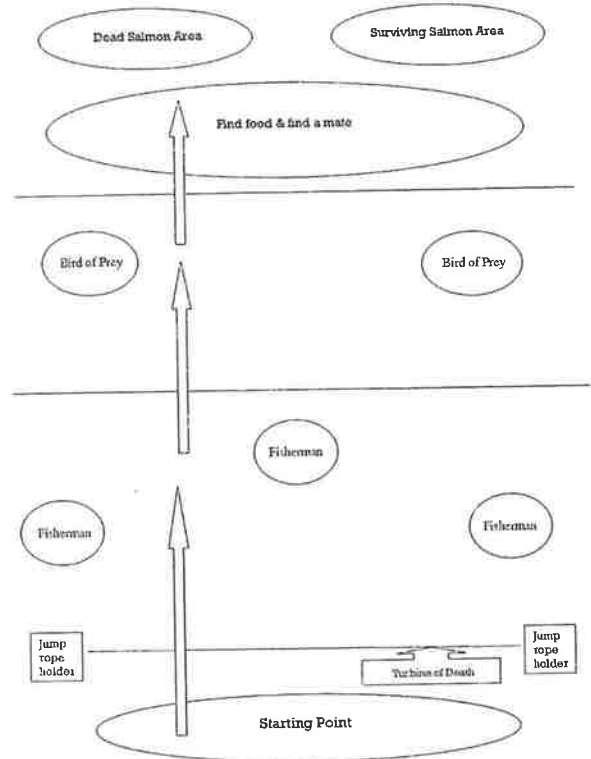 Dead Salmon Area
Surviving Salmon Area
Find food & find a mate
Bird of Prey
Bird of Prey
Fisherman
Fisherman
Fisherman
Jump
rope
holder
Jump
rope
holder
Turbine of Death
Starting Point